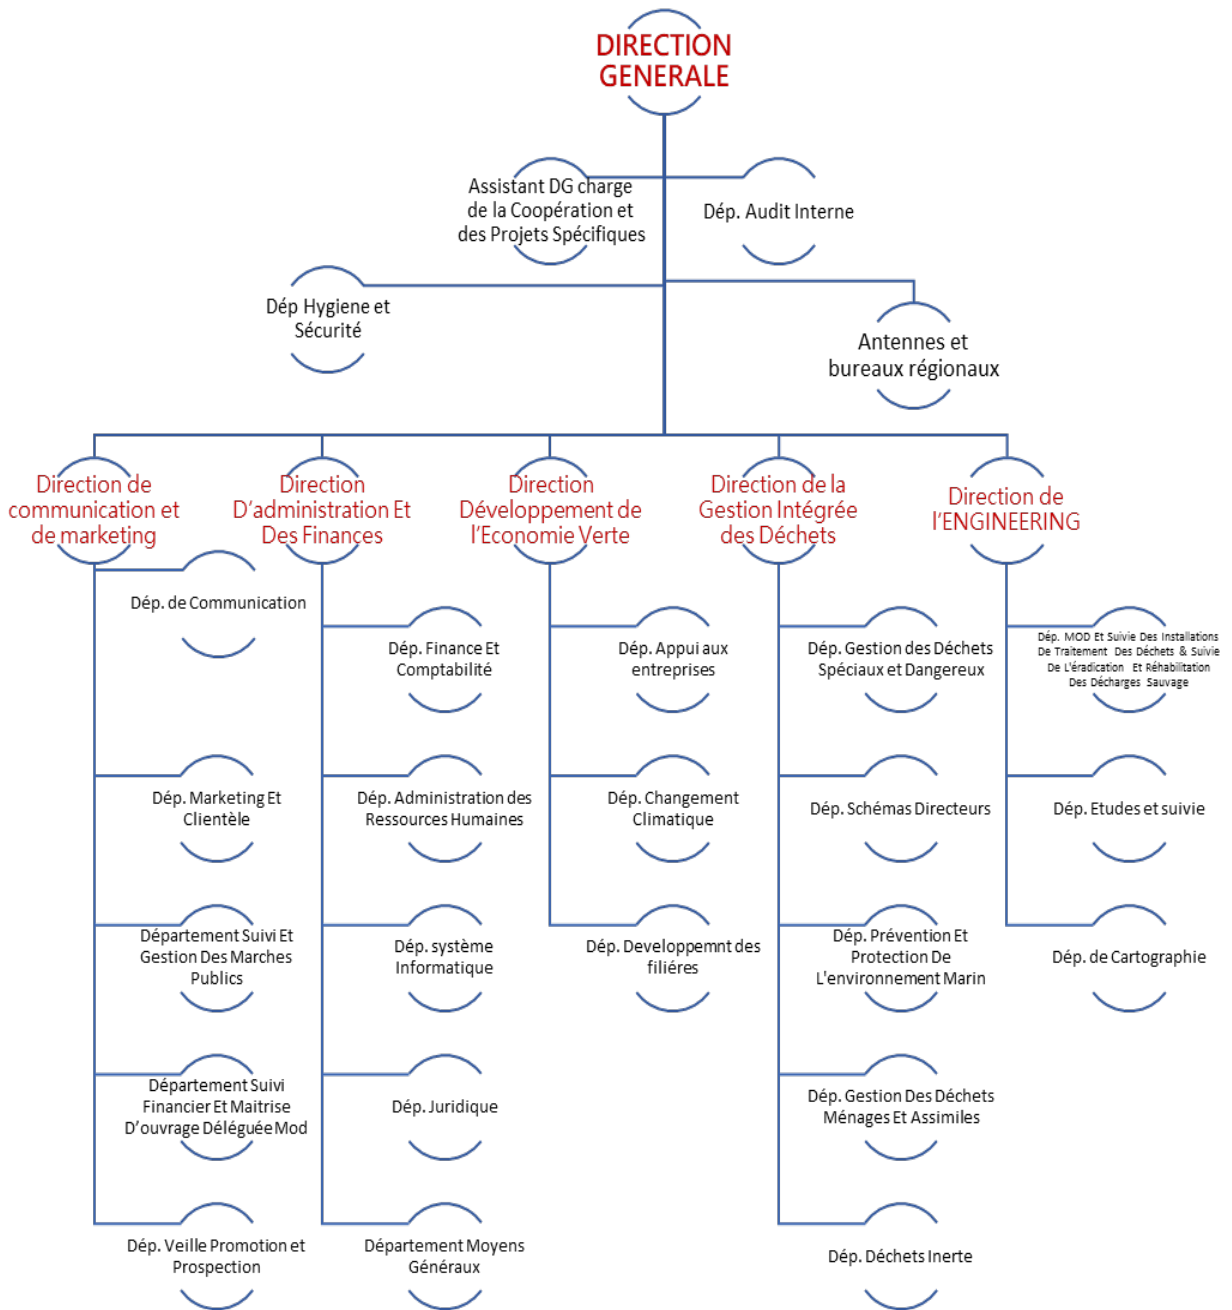 DIRECTION
GENERALE
Assistant DG charge
de la Coopération et
des Projets Spécifiques
Dép. Audit Interne
Dép Hygiene et
Sécurité
Antennes et
bureaux régionaux
Direction de
communication et
de marketing
Direction
D'administration Et
Des Finances
Direction
Développement de
l'Economie Verte
Direction de la
Gestion Intégrée
des Déchets
Direction de
l'ENGINEERING
Dép. de Communication
Dép. Marketing Et
Clientèle
Département Suivi Et
Gestion Des Marches
Publics
Département Suivi
Financier Et Maitrise
D'ouvrage Déléguée Mod
Dép. Veille Promotion et
Prospection
Dép. Finance Et
Comptabilité
Dép. Administration des
Ressources Humaines
Dép. système
Informatique
Dép. Juridique
Département Moyens
Généraux
Dép. Appui aux
entreprises
Dép. Changement
Climatique
Dép. Developpemnt des
filiéres
Dép. Gestion des Déchets
Spéciaux et Dangereux
Dép. Schémas Directeurs
Dép. Prévention Et
Protection De
L'environnement Marin
Dép. Gestion Des Déchets
Ménages Et Assimiles
Dép. Déchets Inerte
Dép. MOD Et Suivie Des Installations
De Traitement Des Déchets & Suivie
De L'éradication Et Réhabilitation
Des Décharges Sauvage
Dép. Etudes et suivie
Dép. de Cartographie